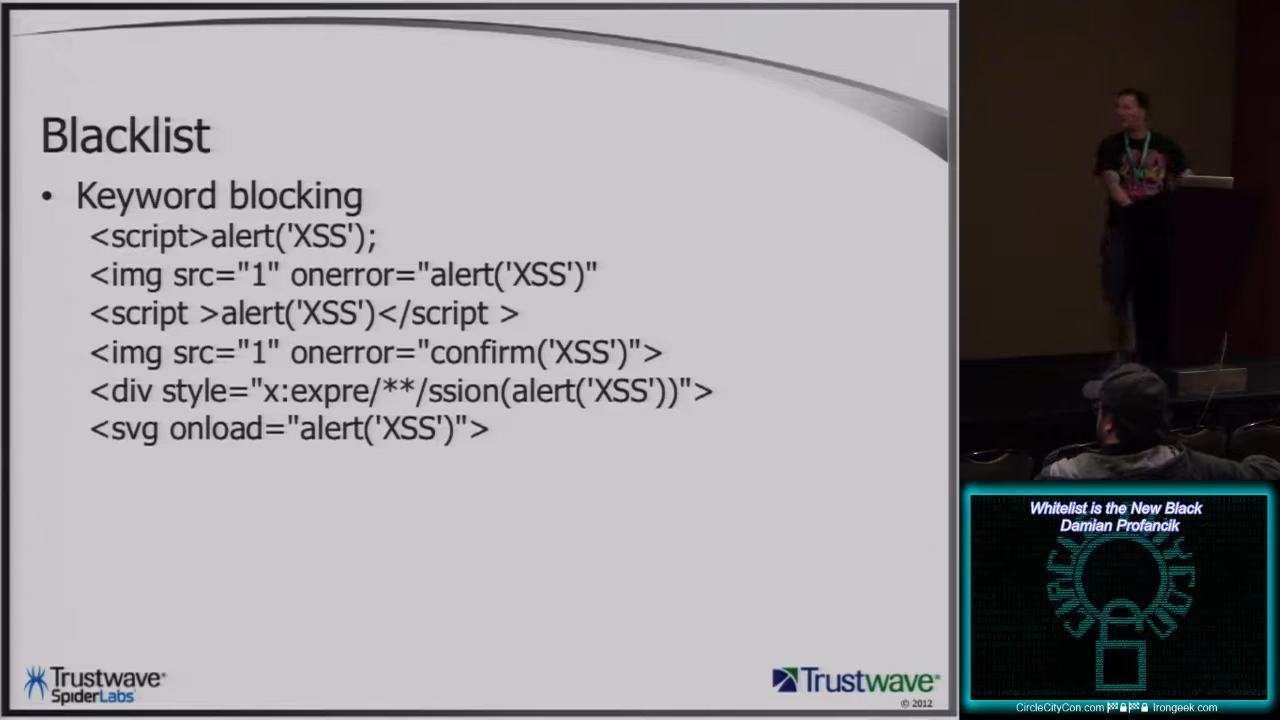 Blacklist
• Keyword blocking
<script>alert('XSS');
<img src="1" onerror="alert('XSS')"
<script >alert('XSS')</script >
<img src="1" onerror="confirm('XSS')">
<div style="x:expre/**/ssion(alert('XSS'))">
<svg onload="alert('XSS')">
Trustwave®
SpiderLabs®
Trustwave®
© 2012
Whitelist is the New Black
Damian Profancik
CircleCityCon.com Irongeek.com